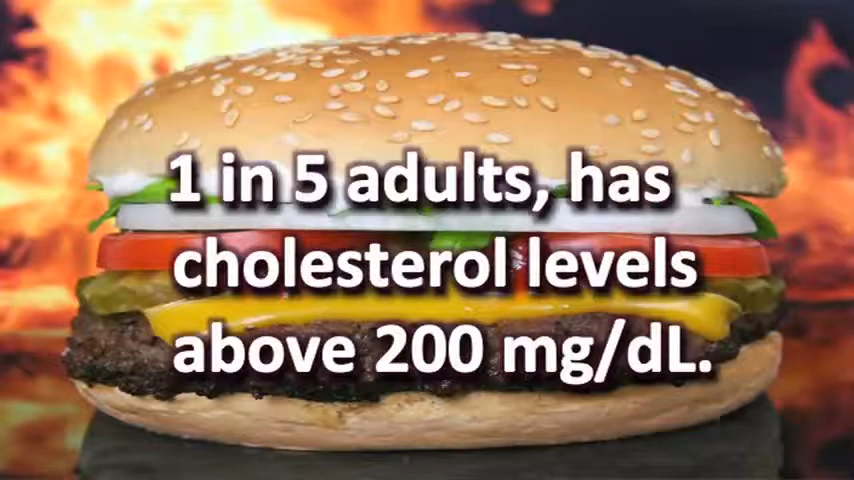 1 in 5 adults, has
cholesterol levels
above 200 mg/dL.